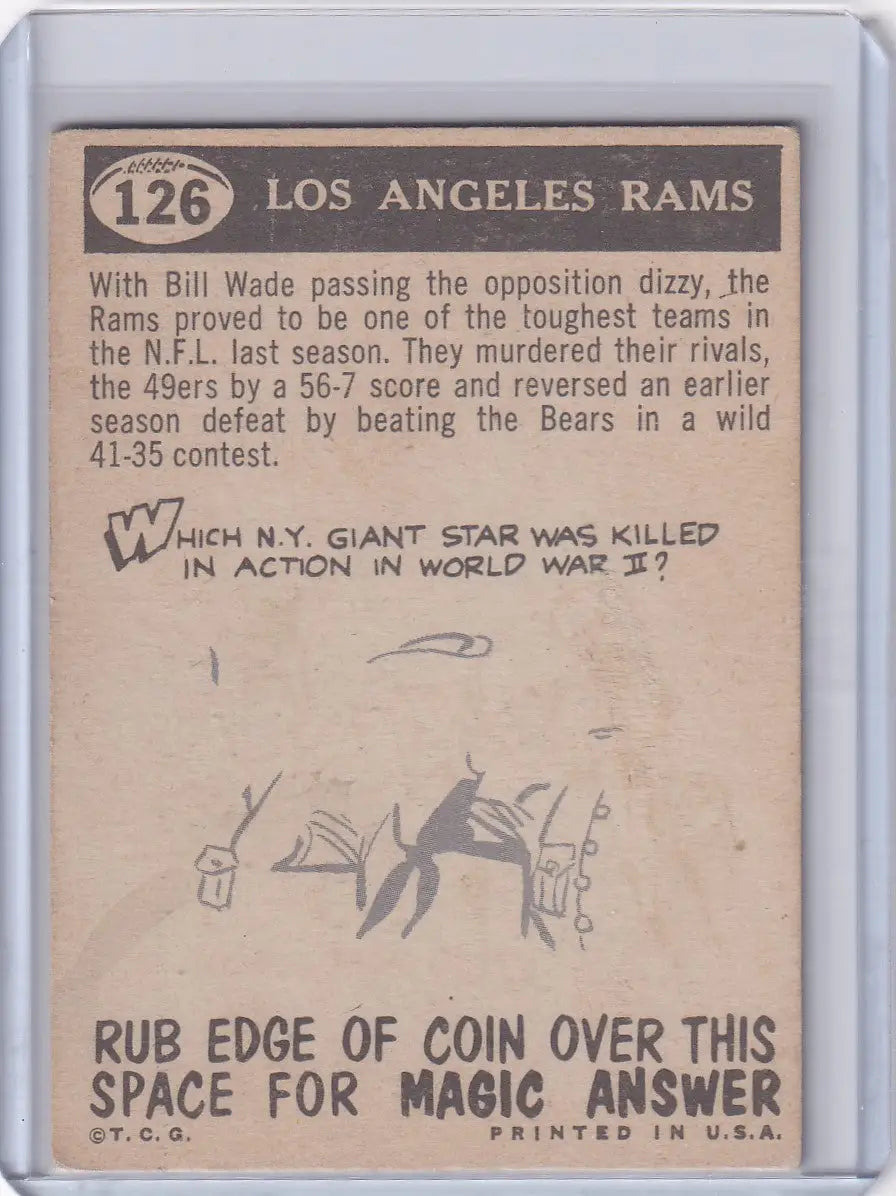 126 LOS ANGELES RAMS
With Bill Wade passing the opposition dizzy, the
Rams proved to be one of the toughest teams in
the N.F.L. last season. They murdered their rivals,
the 49ers by a 56-7 score and reversed an earlier
season defeat by beating the Bears in a wild
41-35 contest.
WHICH N.Y. GIANT STAR WAS KILLED
IN ACTION IN WORLD WAR II?
RUB EDGE OF COIN OVER THIS
SPACE FOR MAGIC ANSWER
©T. C. G. PRINTED IN U.S.A.